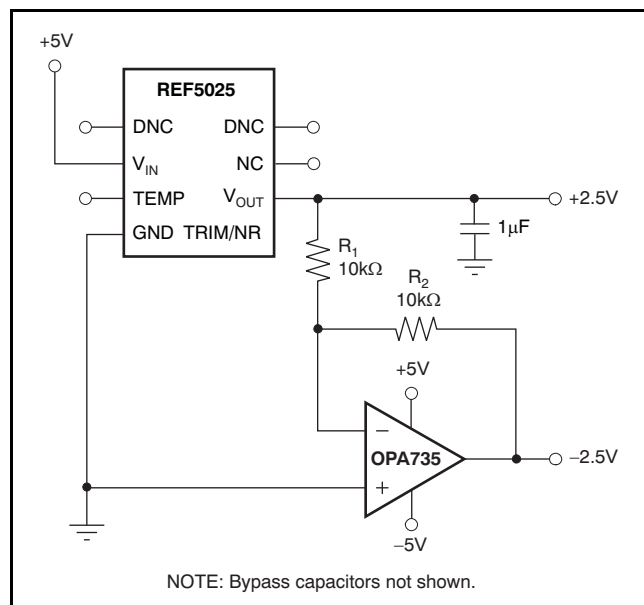 +5V
REF5025
DNC DNC
V_IN NC
TEMP V_OUT
GND TRIM/NR
+2.5V
1μF
R_1
10kΩ
R_2
10kΩ
+5V
−
OPA735
+
−2.5V
−5V
NOTE: Bypass capacitors not shown.